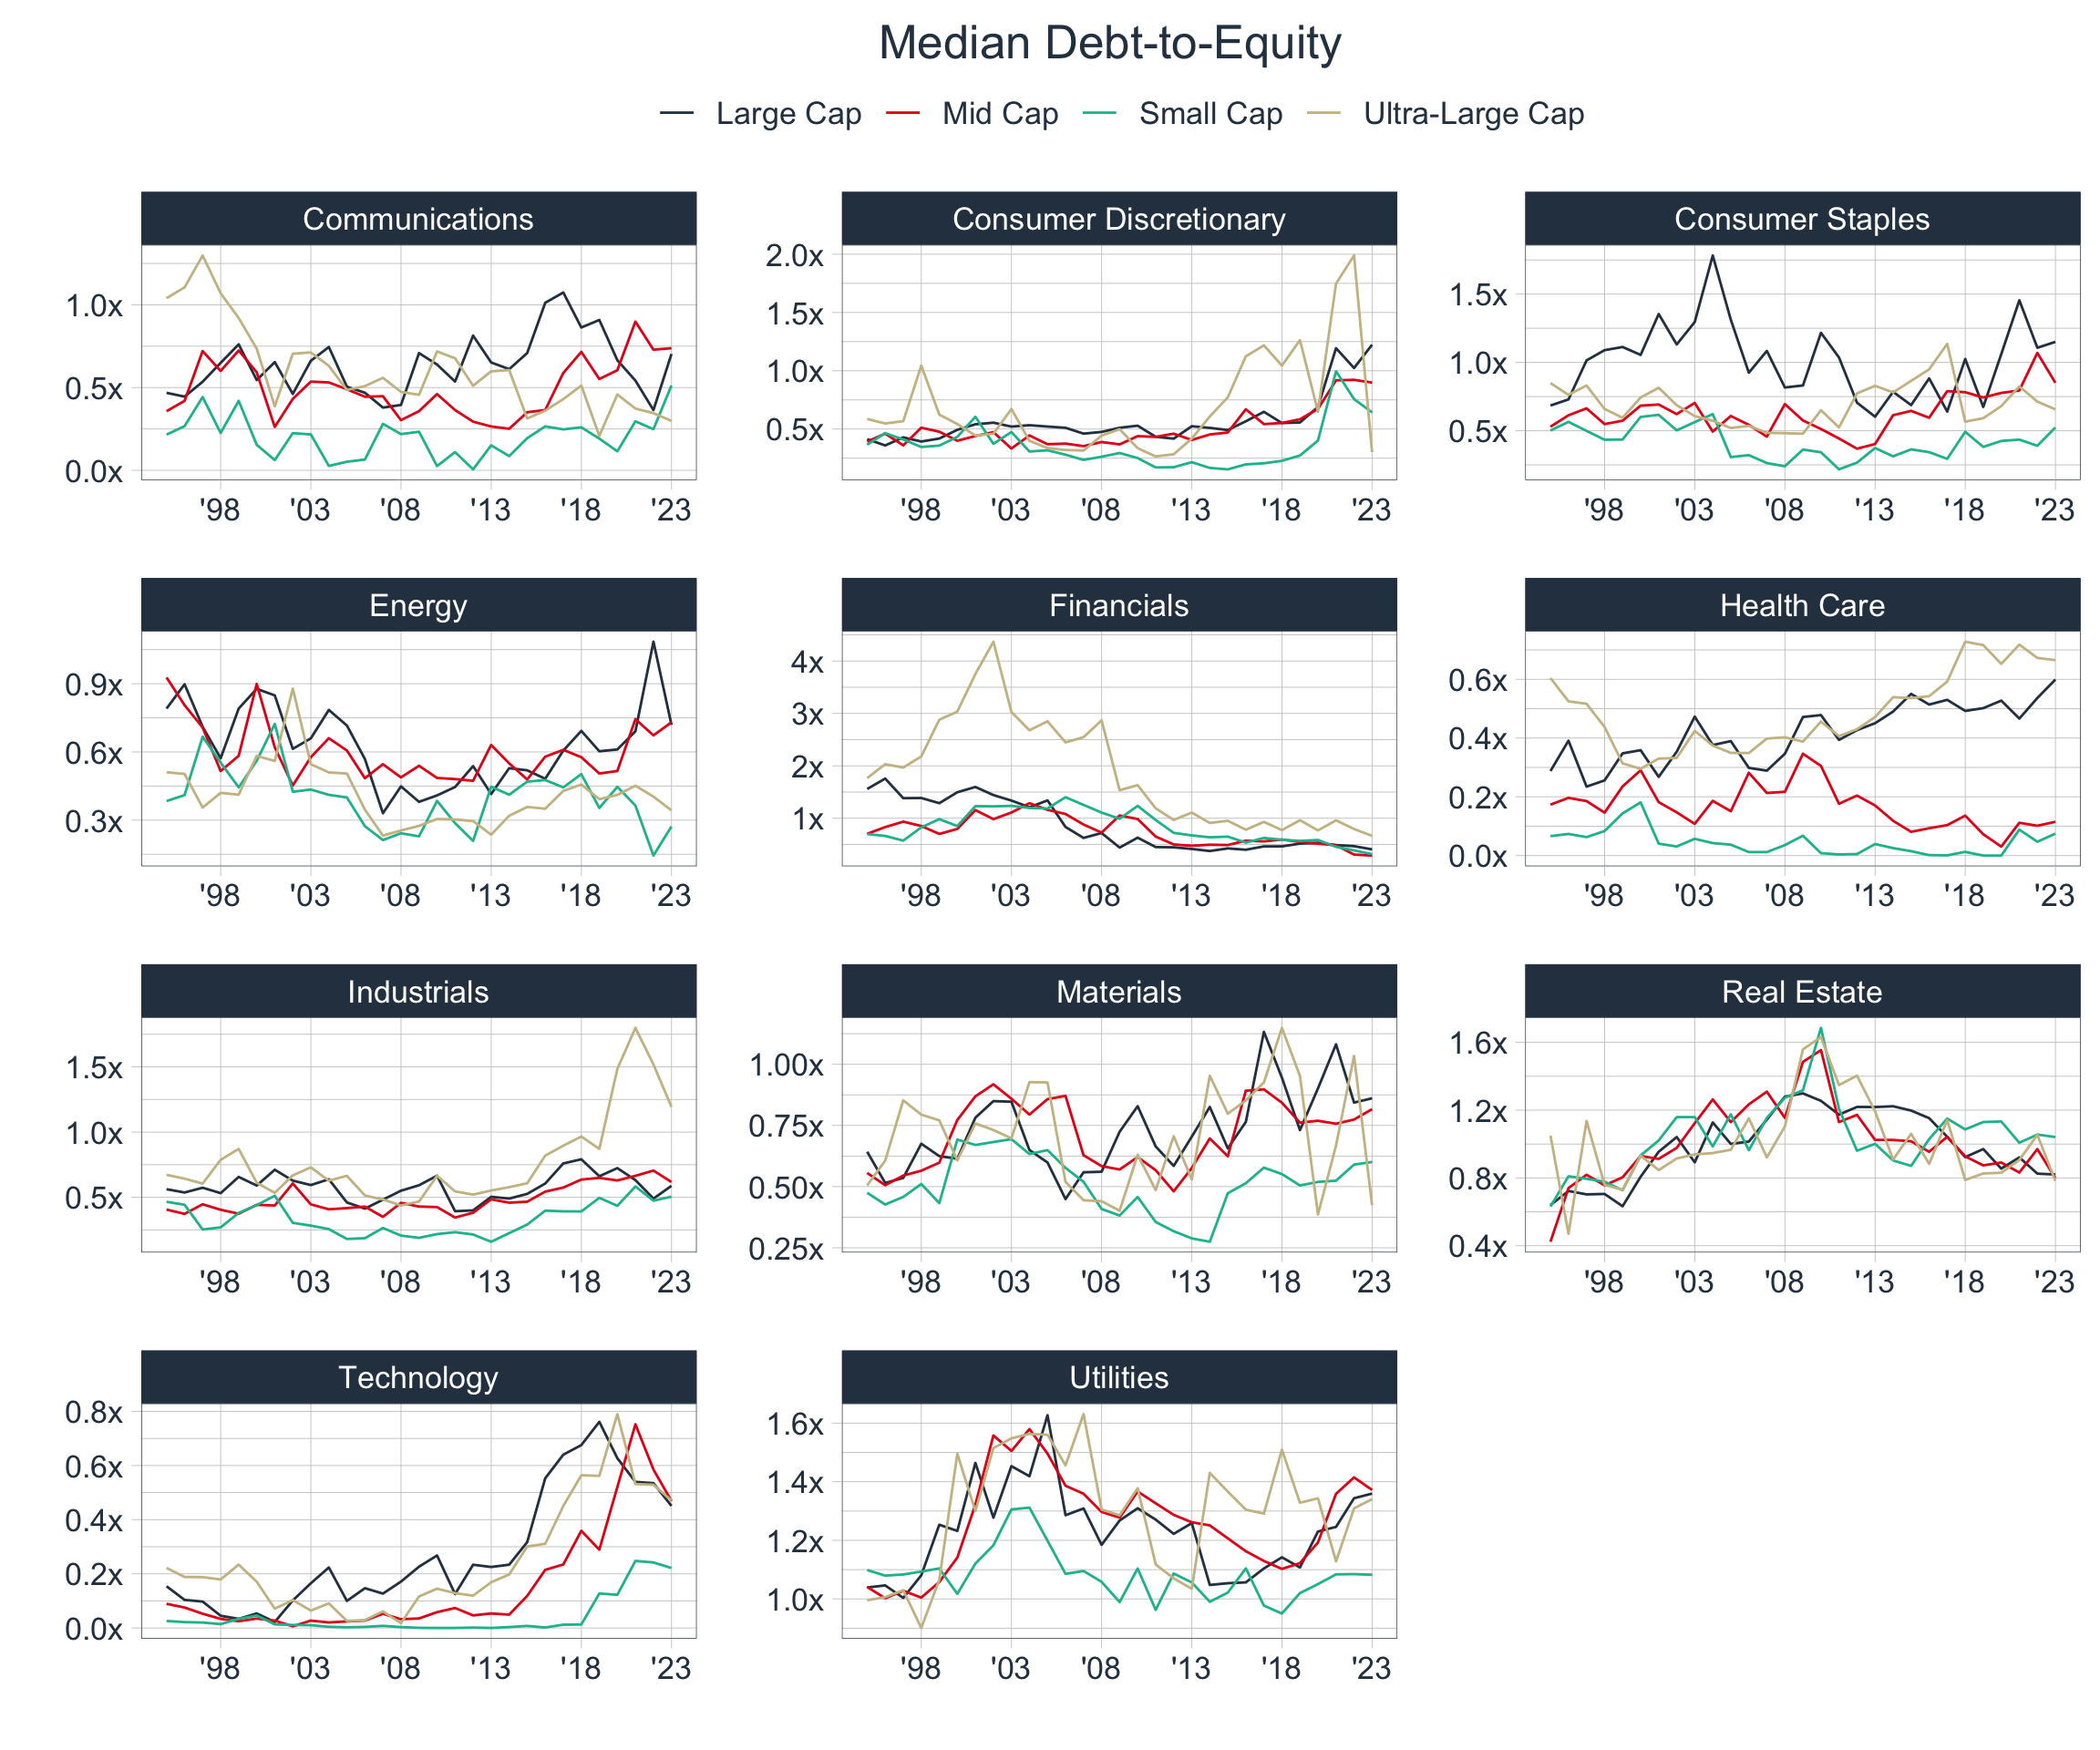 Median Debt-to-Equity
Large Cap Mid Cap Small Cap Ultra-Large Cap
Communications
1.0x
0.5x
0.0x
'98 '03 '08 '13 '18 '23
Consumer Discretionary
2.0x
1.5x
1.0x
0.5x
'98 '03 '08 '13 '18 '23
Consumer Staples
1.5x
1.0x
0.5x
'98 '03 '08 '13 '18 '23
Energy
0.9x
0.6x
0.3x
'98 '03 '08 '13 '18 '23
Financials
4x
3x
2x
1x
'98 '03 '08 '13 '18 '23
Health Care
0.6x
0.4x
0.2x
0.0x
'98 '03 '08 '13 '18 '23
Industrials
1.5x
1.0x
0.5x
'98 '03 '08 '13 '18 '23
Materials
1.00x
0.75x
0.50x
0.25x
'98 '03 '08 '13 '18 '23
Real Estate
1.6x
1.2x
0.8x
0.4x
'98 '03 '08 '13 '18 '23
Technology
0.8x
0.6x
0.4x
0.2x
0.0x
'98 '03 '08 '13 '18 '23
Utilities
1.6x
1.4x
1.2x
1.0x
'98 '03 '08 '13 '18 '23